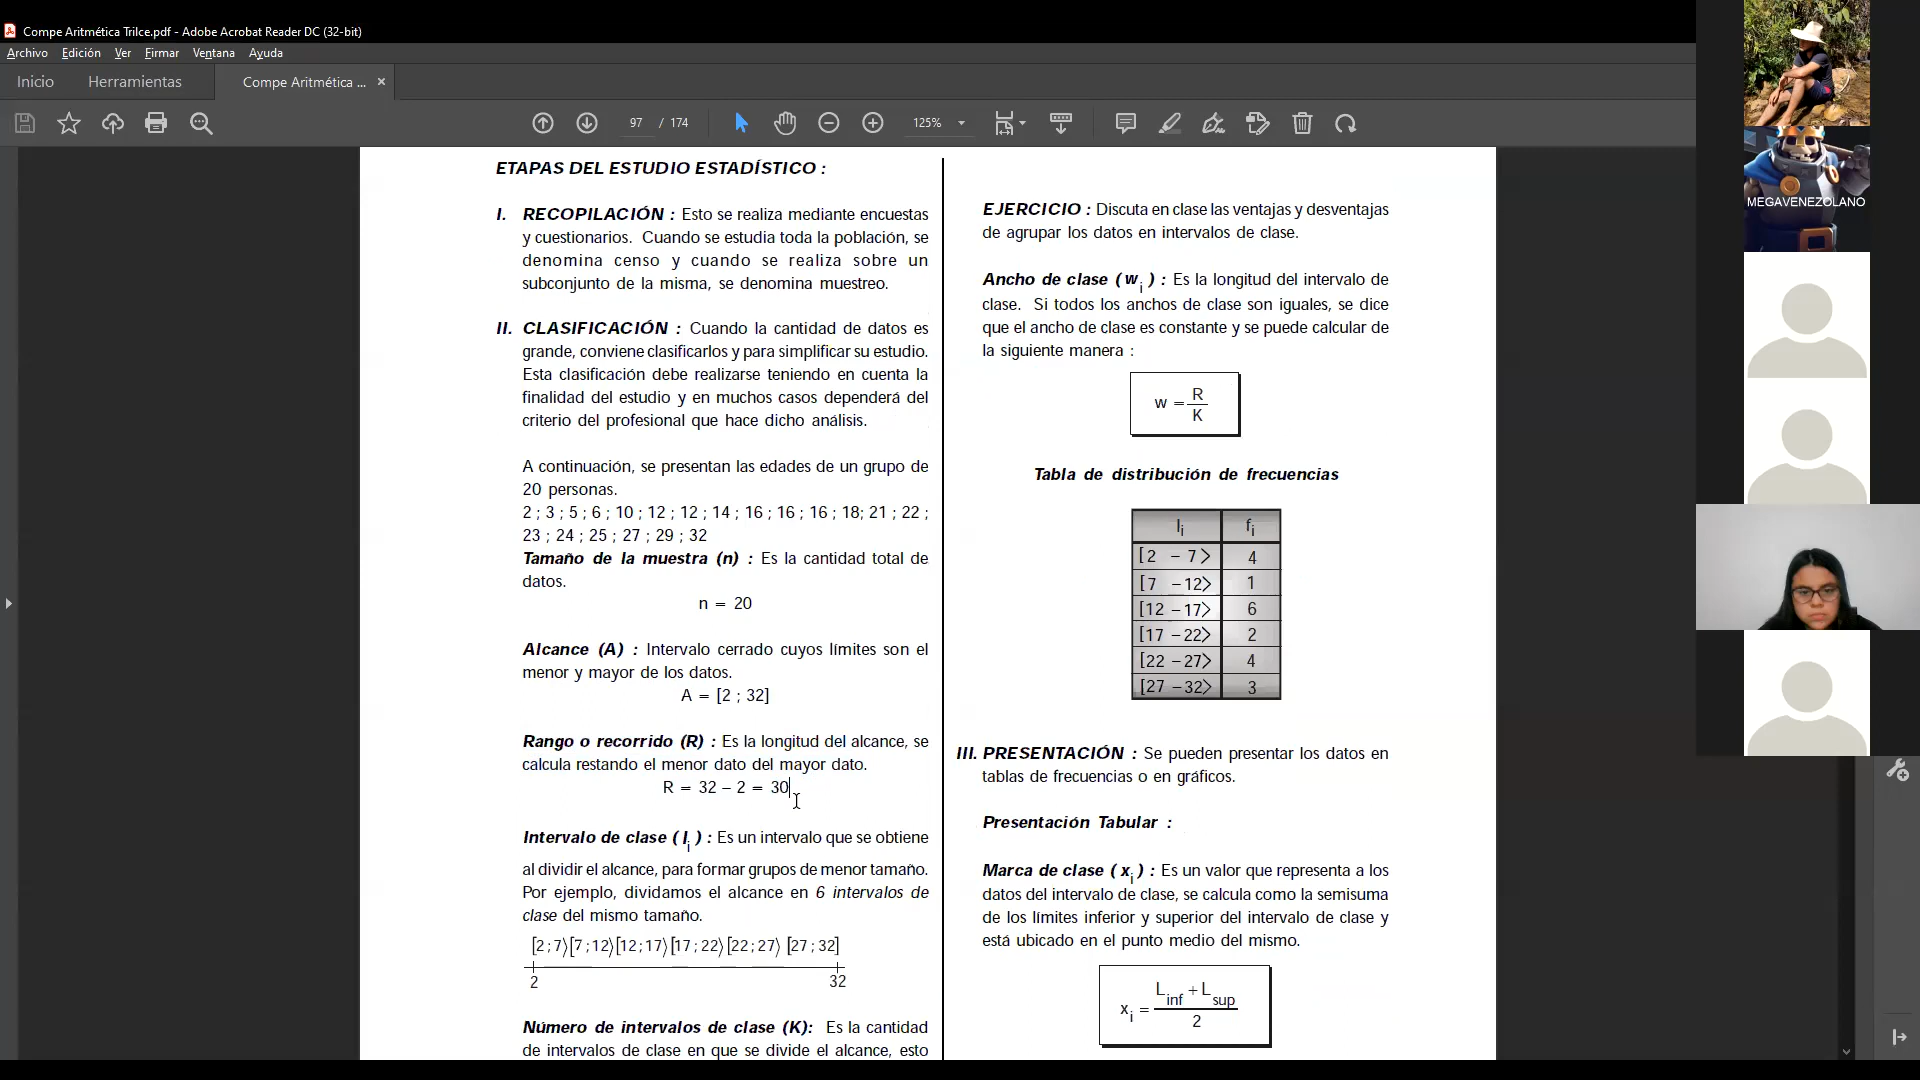 Compe Aritmética Trilce.pdf - Adobe Acrobat Reader DC (32-bit)
Archivo Edición Ver Firmar Ventana Ayuda
Inicio Herramientas Compe Aritmética ... ×
97 / 174 125%
ETAPAS DEL ESTUDIO ESTADÍSTICO :
I. RECOPILACIÓN : Esto se realiza mediante encuestas
y cuestionarios. Cuando se estudia toda la población, se
denomina censo y cuando se realiza sobre un
subconjunto de la misma, se denomina muestreo.
II. CLASIFICACIÓN : Cuando la cantidad de datos es
grande, conviene clasificarlos y para simplificar su estudio.
Esta clasificación debe realizarse teniendo en cuenta la
finalidad del estudio y en muchos casos dependerá del
criterio del profesional que hace dicho análisis.
A continuación, se presentan las edades de un grupo de
20 personas.
2 ; 3 ; 5 ; 6 ; 10 ; 12 ; 12 ; 14 ; 16 ; 16 ; 16 ; 18; 21 ; 22 ;
23 ; 24 ; 25 ; 27 ; 29 ; 32
Tamaño de la muestra (n) : Es la cantidad total de
datos.
n = 20
Alcance (A) : Intervalo cerrado cuyos límites son el
menor y mayor de los datos.
A = [2 ; 32]
Rango o recorrido (R) : Es la longitud del alcance, se
calcula restando el menor dato del mayor dato.
R = 32 – 2 = 30
Intervalo de clase ( Ii ) : Es un intervalo que se obtiene
al dividir el alcance, para formar grupos de menor tamaño.
Por ejemplo, dividamos el alcance en 6 intervalos de
clase del mismo tamaño.
[2 ; 7⟩[7 ; 12⟩[12 ; 17⟩[17 ; 22⟩[22 ; 27⟩ [27 ; 32]
2 32
Número de intervalos de clase (K): Es la cantidad
de intervalos de clase en que se divide el alcance, esto
EJERCICIO : Discuta en clase las ventajas y desventajas
de agrupar los datos en intervalos de clase.
Ancho de clase ( wi ) : Es la longitud del intervalo de
clase. Si todos los anchos de clase son iguales, se dice
que el ancho de clase es constante y se puede calcular de
la siguiente manera :
w = R/K
Tabla de distribución de frecuencias
Ii fi
[2 – 7⟩ 4
[7 – 12⟩ 1
[12 – 17⟩ 6
[17 – 22⟩ 2
[22 – 27⟩ 4
[27 – 32⟩ 3
III. PRESENTACIÓN : Se pueden presentar los datos en
tablas de frecuencias o en gráficos.
Presentación Tabular :
Marca de clase ( xi ) : Es un valor que representa a los
datos del intervalo de clase, se calcula como la semisuma
de los límites inferior y superior del intervalo de clase y
está ubicado en el punto medio del mismo.
xi = (Linf + Lsup)/2
MEGAVENEZOLANO